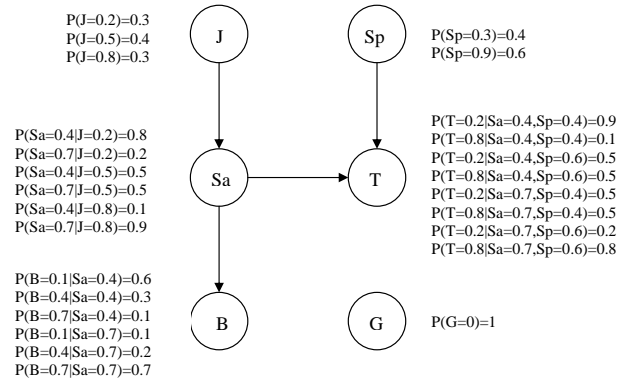 P(J=0.2)=0.3
P(J=0.5)=0.4
P(J=0.8)=0.3
J
Sp
P(Sp=0.3)=0.4
P(Sp=0.9)=0.6
P(Sa=0.4|J=0.2)=0.8
P(Sa=0.7|J=0.2)=0.2
P(Sa=0.4|J=0.5)=0.5
P(Sa=0.7|J=0.5)=0.5
P(Sa=0.4|J=0.8)=0.1
P(Sa=0.7|J=0.8)=0.9
Sa
T
P(T=0.2|Sa=0.4,Sp=0.4)=0.9
P(T=0.8|Sa=0.4,Sp=0.4)=0.1
P(T=0.2|Sa=0.4,Sp=0.6)=0.5
P(T=0.8|Sa=0.4,Sp=0.6)=0.5
P(T=0.2|Sa=0.7,Sp=0.4)=0.5
P(T=0.8|Sa=0.7,Sp=0.4)=0.5
P(T=0.2|Sa=0.7,Sp=0.6)=0.2
P(T=0.8|Sa=0.7,Sp=0.6)=0.8
P(B=0.1|Sa=0.4)=0.6
P(B=0.4|Sa=0.4)=0.3
P(B=0.7|Sa=0.4)=0.1
P(B=0.1|Sa=0.7)=0.1
P(B=0.4|Sa=0.7)=0.2
P(B=0.7|Sa=0.7)=0.7
B
G
P(G=0)=1